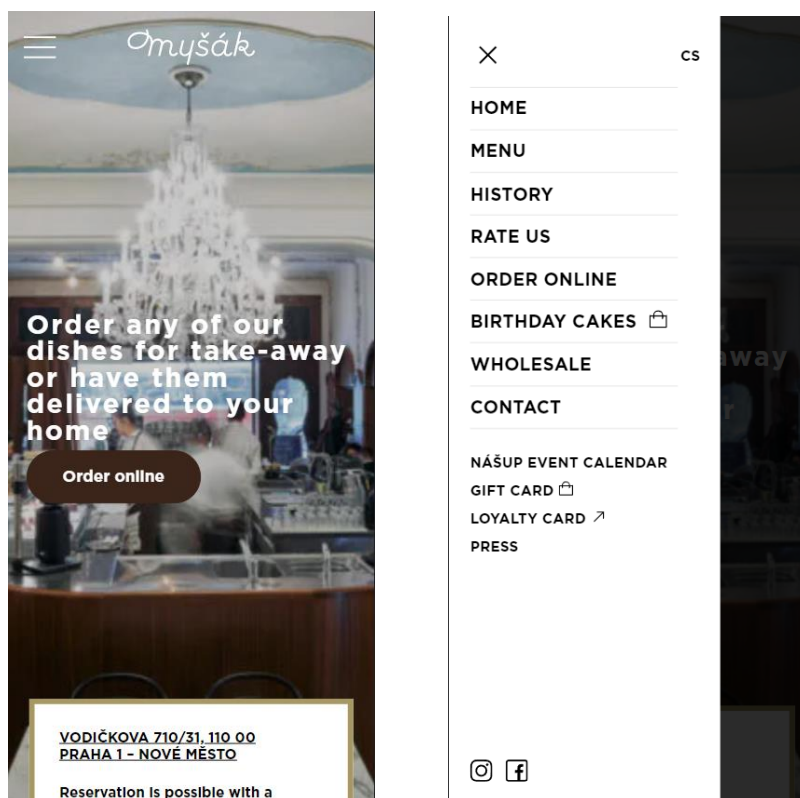 myšák
Order any of our
dishes for take-away
or have them
delivered to your
home
Order online
VODIČKOVA 710/31, 110 00
PRAHA 1 – NOVÉ MĚSTO
Reservation is possible with a
CS
HOME
MENU
HISTORY
RATE US
ORDER ONLINE
BIRTHDAY CAKES
WHOLESALE
CONTACT
NÁŠUP EVENT CALENDAR
GIFT CARD
LOYALTY CARD
PRESS
away
r